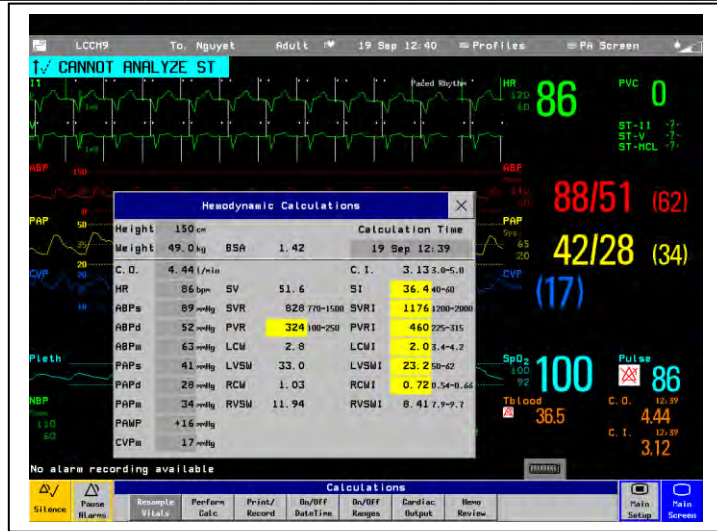 LCCH9 To, Nguyet Adult 19 Sep 12:40 Profiles PA Screen
CANNOT ANALYZE ST
II Paced Rhythm HR 120 60 86 PVC 0
1mV
V ST-II -?-
ST-V -?-
ST-MCL -?-
1mV
ABP 150 ABP 88/51 (62)
0
Hemodynamic Calculations
PAP 50 Height 150 cm Calculation Time PAP Sys. 65 20 42/28 (34)
Weight 49.0 kg BSA 1.42 19 Sep 12:39
CVP 20 C.O. 4.44 l/min C.I. 3.13 3.0-5.0 CVP (17)
HR 86 bpm SV 51.6 SI 36.4 40-60
10 ABPs 89 mmHg SVR 828 770-1500 SVRI 1176 1200-2000
ABPd 52 mmHg PVR 324 100-250 PVRI 460 225-315
ABPm 63 mmHg LCW 2.8 LCWI 2.0 3.4-4.2
Pleth PAPs 41 mmHg LVSW 33.0 LVSWI 23.2 50-62 SpO2 100 92 100 Pulse 86
PAPd 28 mmHg RCW 1.03 RCWI 0.72 0.54-0.66
NBP 110 60 PAPm 34 mmHg RVSW 11.94 RVSWI 8.41 7.9-9.7 Tblood 36.5 C.O. 12:39 4.44
PAWP +16 mmHg C.I. 12:39 3.12
CVPm 17 mmHg
No alarm recording available
Calculations
Silence Pause Alarms Resample Vitals Perform Calc Print/ Record On/Off DateTime On/Off Ranges Cardiac Output Hemo Review Main Setup Main Screen